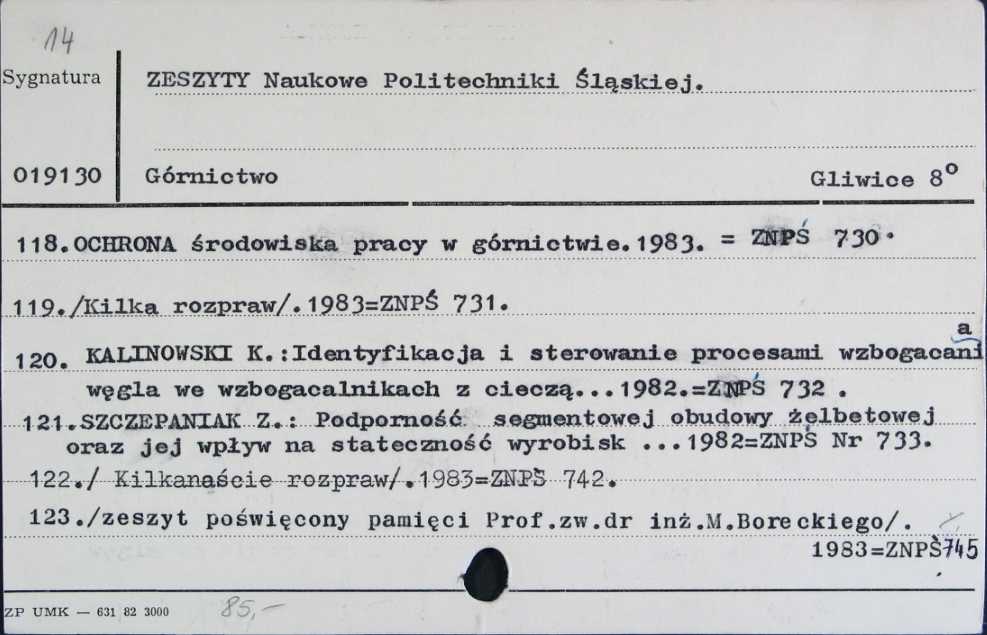 14
Sygnatura
ZESZYTY Naukowe Politechniki Śląskiej.
019130 Górnictwo Gliwice 8°
118.OCHRONA środowiska pracy w górnictwie.1983. = ZNPŚ 730.
119./Kilka rozpraw/.1983=ZNPŚ 731.
a
120. KALINOWSKI K.:Identyfikacja i sterowanie procesami wzbogacani
węgla we wzbogacalnikach z cieczą...1982.=ZNPŚ 732 .
121.SZCZEPANIAK Z.: Podporność segmentowej obudowy żelbetowej
oraz jej wpływ na stateczność wyrobisk ...1982=ZNPŚ Nr 733.
122./ Kilkanaście rozpraw/.1983=ZNPŚ 742.
123./zeszyt poświęcony pamięci Prof.zw.dr inż.M.Boreckiego/.
1983=ZNPŚ745
ZP UMK — 631 82 3000
85,-